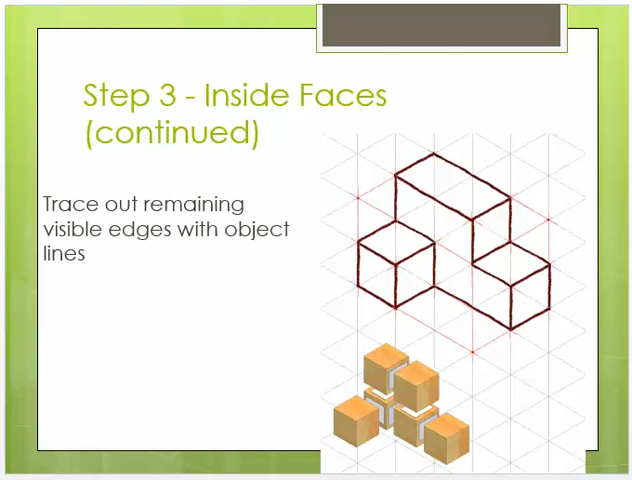 Step 3 - Inside Faces
(continued)
Trace out remaining
visible edges with object
lines